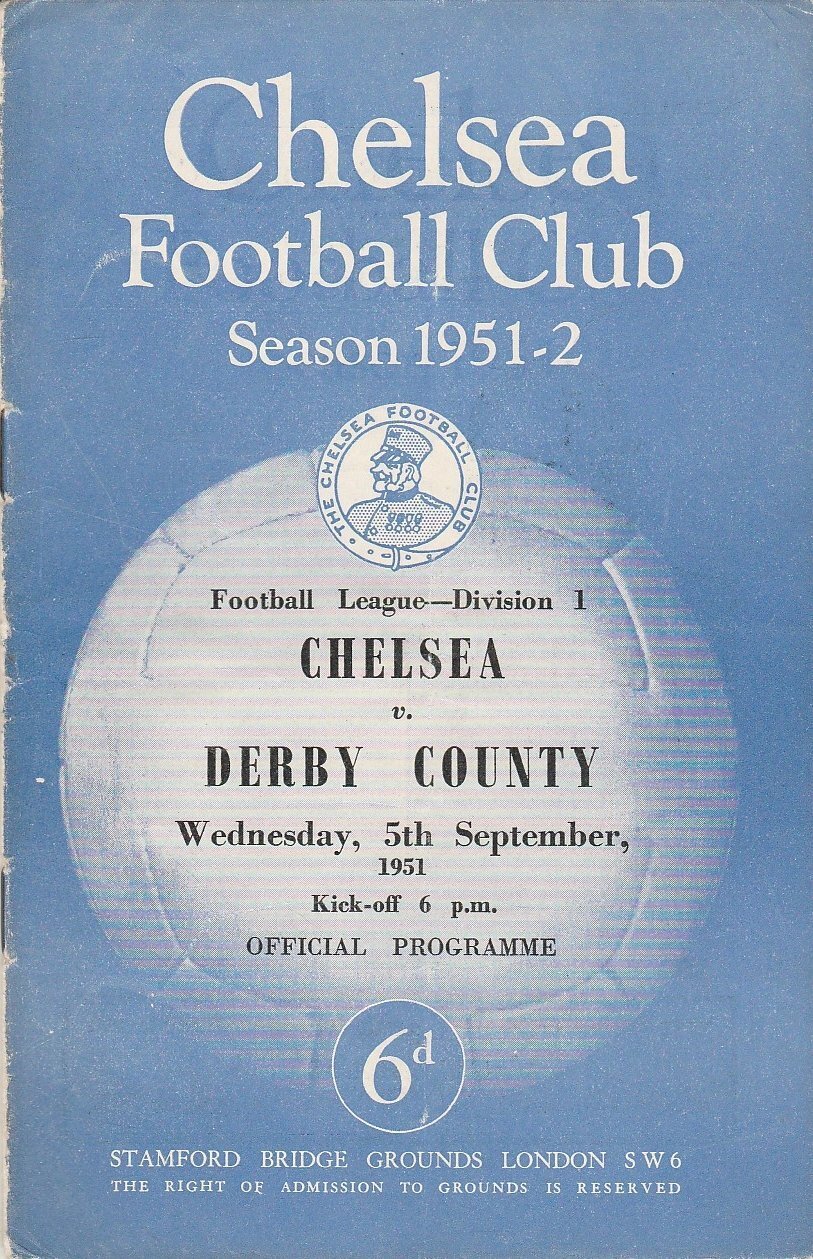 Chelsea
Football Club
Season 1951-2
THE CHELSEA FOOTBALL CLUB
Football League—Division 1
CHELSEA
v.
DERBY COUNTY
Wednesday, 5th September,
1951
Kick-off 6 p.m.
OFFICIAL PROGRAMME
6d
STAMFORD BRIDGE GROUNDS LONDON SW6
THE RIGHT OF ADMISSION TO GROUNDS IS RESERVED